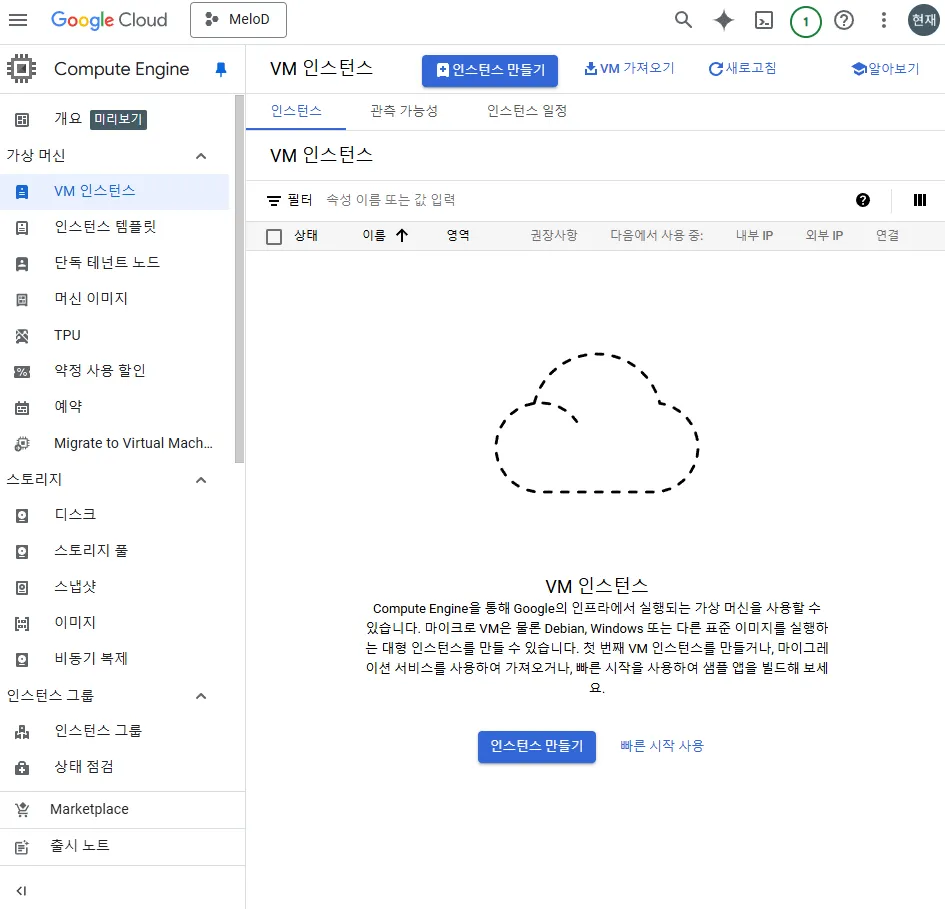 Google Cloud
MeloD
1
현재
Compute Engine
개요 미리보기
가상 머신
VM 인스턴스
인스턴스 템플릿
단독 테넌트 노드
머신 이미지
TPU
약정 사용 할인
예약
Migrate to Virtual Mach...
스토리지
디스크
스토리지 풀
스냅샷
이미지
비동기 복제
인스턴스 그룹
인스턴스 그룹
상태 점검
Marketplace
출시 노트
VM 인스턴스
인스턴스 만들기
VM 가져오기
새로고침
알아보기
인스턴스 관측 가능성 인스턴스 일정
VM 인스턴스
필터 속성 이름 또는 값 입력
상태 이름 영역 권장사항 다음에서 사용 중: 내부 IP 외부 IP 연결
VM 인스턴스
Compute Engine을 통해 Google의 인프라에서 실행되는 가상 머신을 사용할 수
있습니다. 마이크로 VM은 물론 Debian, Windows 또는 다른 표준 이미지를 실행하
는 대형 인스턴스를 만들 수 있습니다. 첫 번째 VM 인스턴스를 만들거나, 마이그레
이션 서비스를 사용하여 가져오거나, 빠른 시작을 사용하여 샘플 앱을 빌드해 보세
요.
인스턴스 만들기 빠른 시작 사용